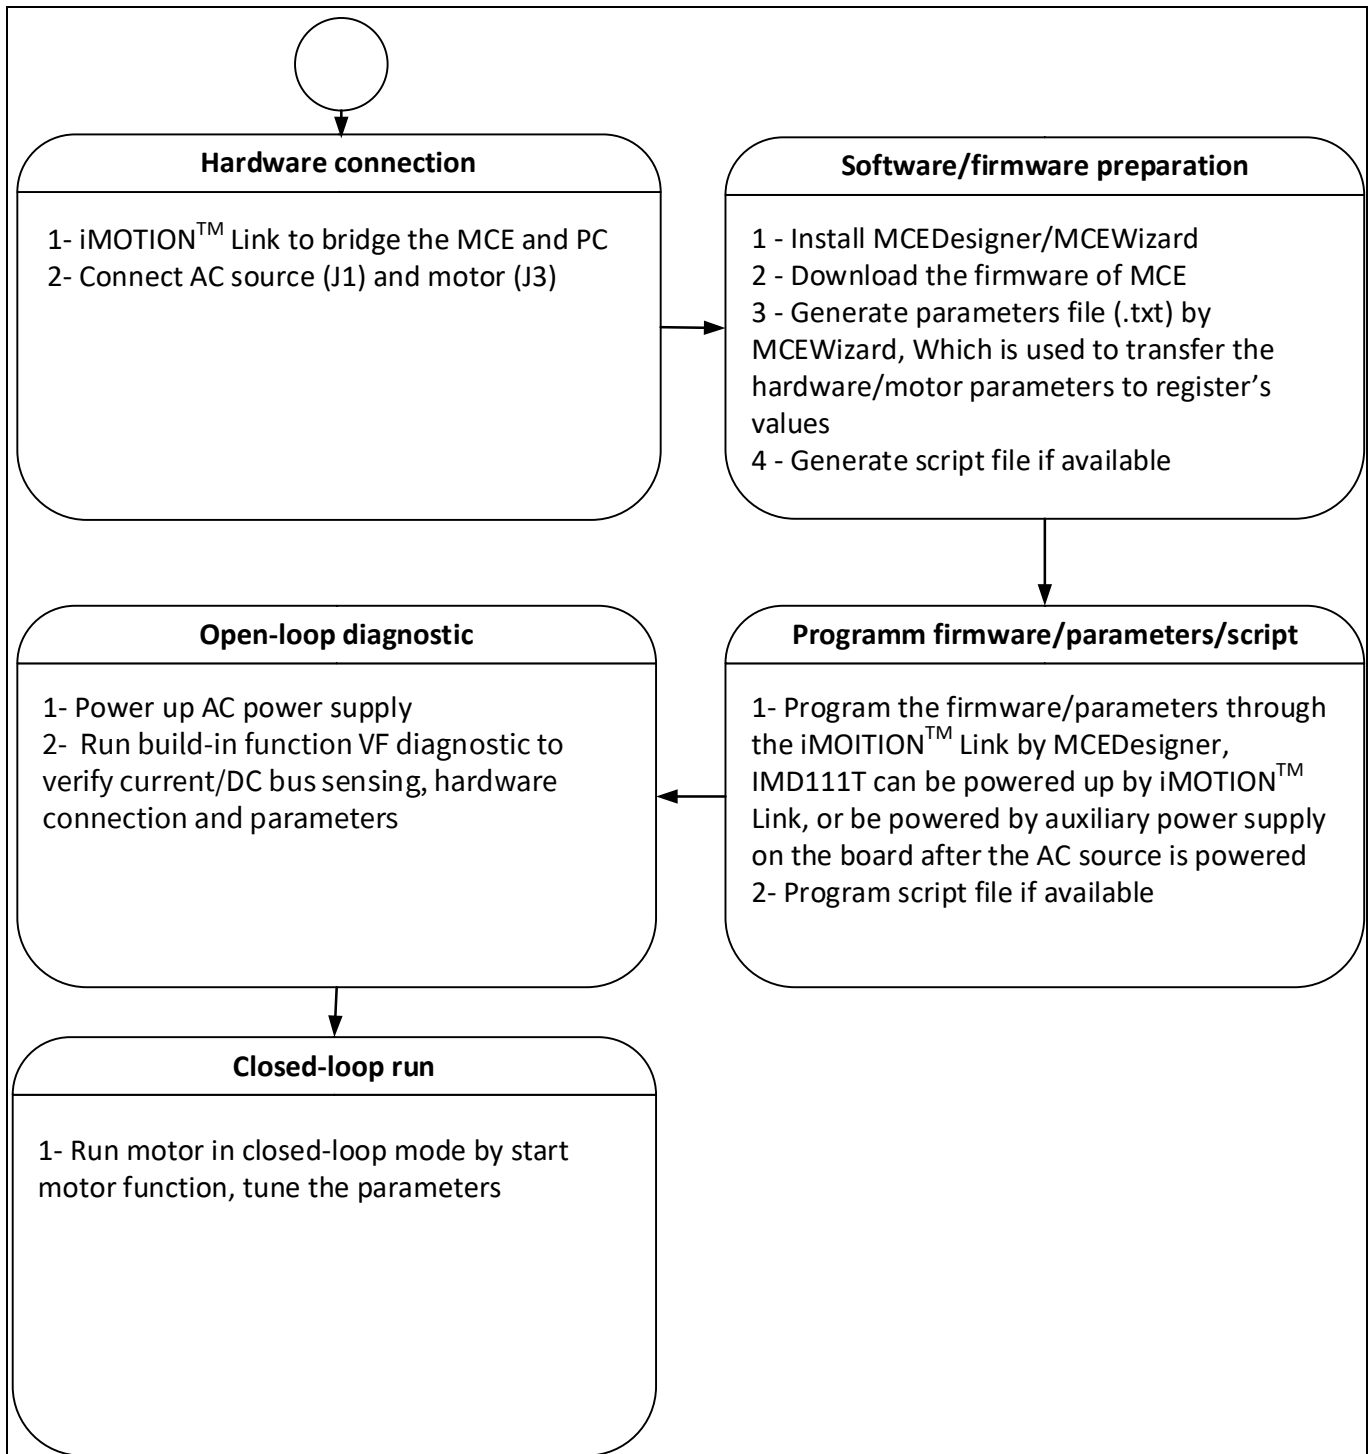 Hardware connection
1- iMOTION™ Link to bridge the MCE and PC
2- Connect AC source (J1) and motor (J3)
Software/firmware preparation
1 - Install MCEDesigner/MCEWizard
2 - Download the firmware of MCE
3 - Generate parameters file (.txt) by
MCEWizard, Which is used to transfer the
hardware/motor parameters to register’s
values
4 - Generate script file if available
Programm firmware/parameters/script
1- Program the firmware/parameters through
the iMOITION™ Link by MCEDesigner,
IMD111T can be powered up by iMOTION™
Link, or be powered by auxiliary power supply
on the board after the AC source is powered
2- Program script file if available
Open-loop diagnostic
1- Power up AC power supply
2- Run build-in function VF diagnostic to
verify current/DC bus sensing, hardware
connection and parameters
Closed-loop run
1- Run motor in closed-loop mode by start
motor function, tune the parameters